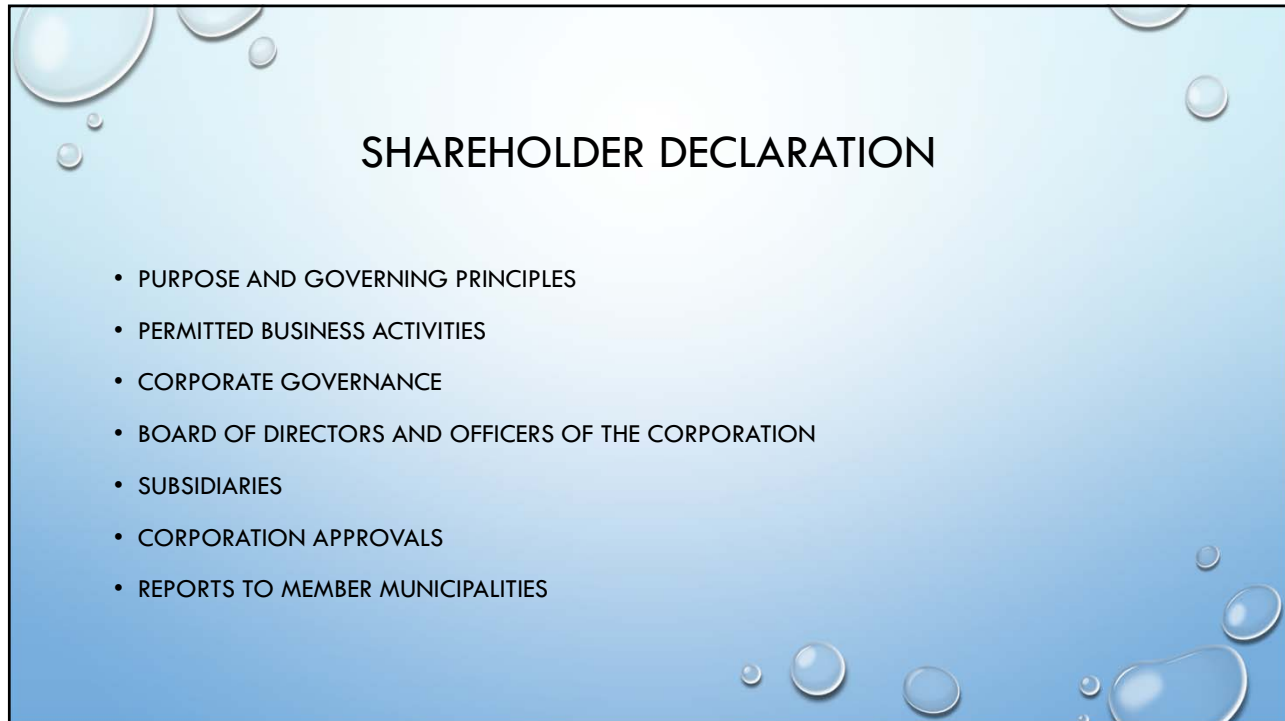 SHAREHOLDER DECLARATION
• PURPOSE AND GOVERNING PRINCIPLES
• PERMITTED BUSINESS ACTIVITIES
• CORPORATE GOVERNANCE
• BOARD OF DIRECTORS AND OFFICERS OF THE CORPORATION
• SUBSIDIARIES
• CORPORATION APPROVALS
• REPORTS TO MEMBER MUNICIPALITIES